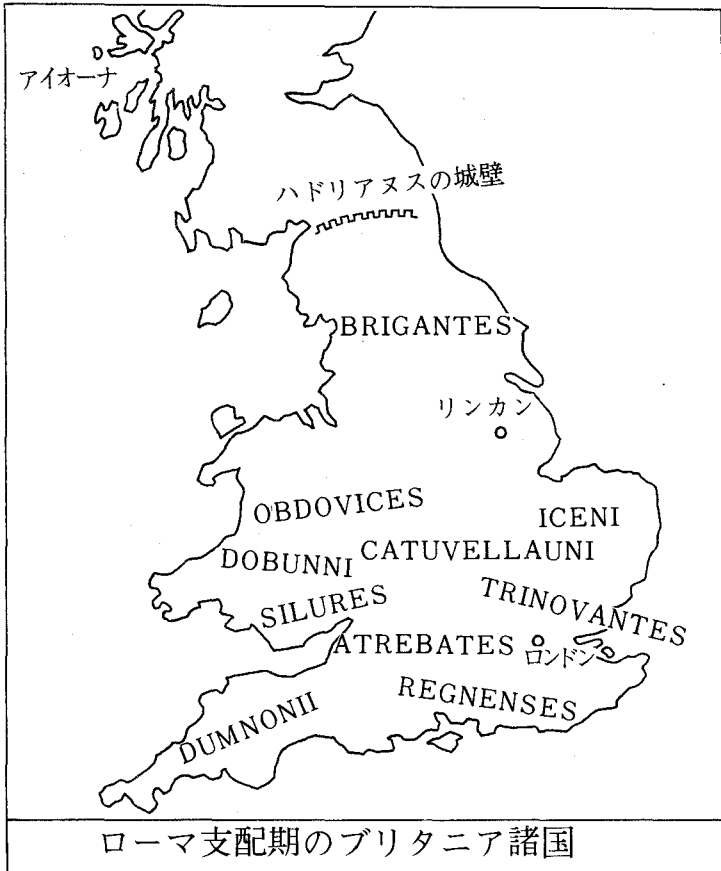 アイオーナ
ハドリアヌスの城壁
BRIGANTES
リンカン
OBDOVICES
ICENI
DOBUNNI
CATUVELLAUNI
SILURES
TRINOVANTES
ATREBATES
ロンドン
REGNENSES
DUMNONII
ローマ支配期のブリタニア諸国